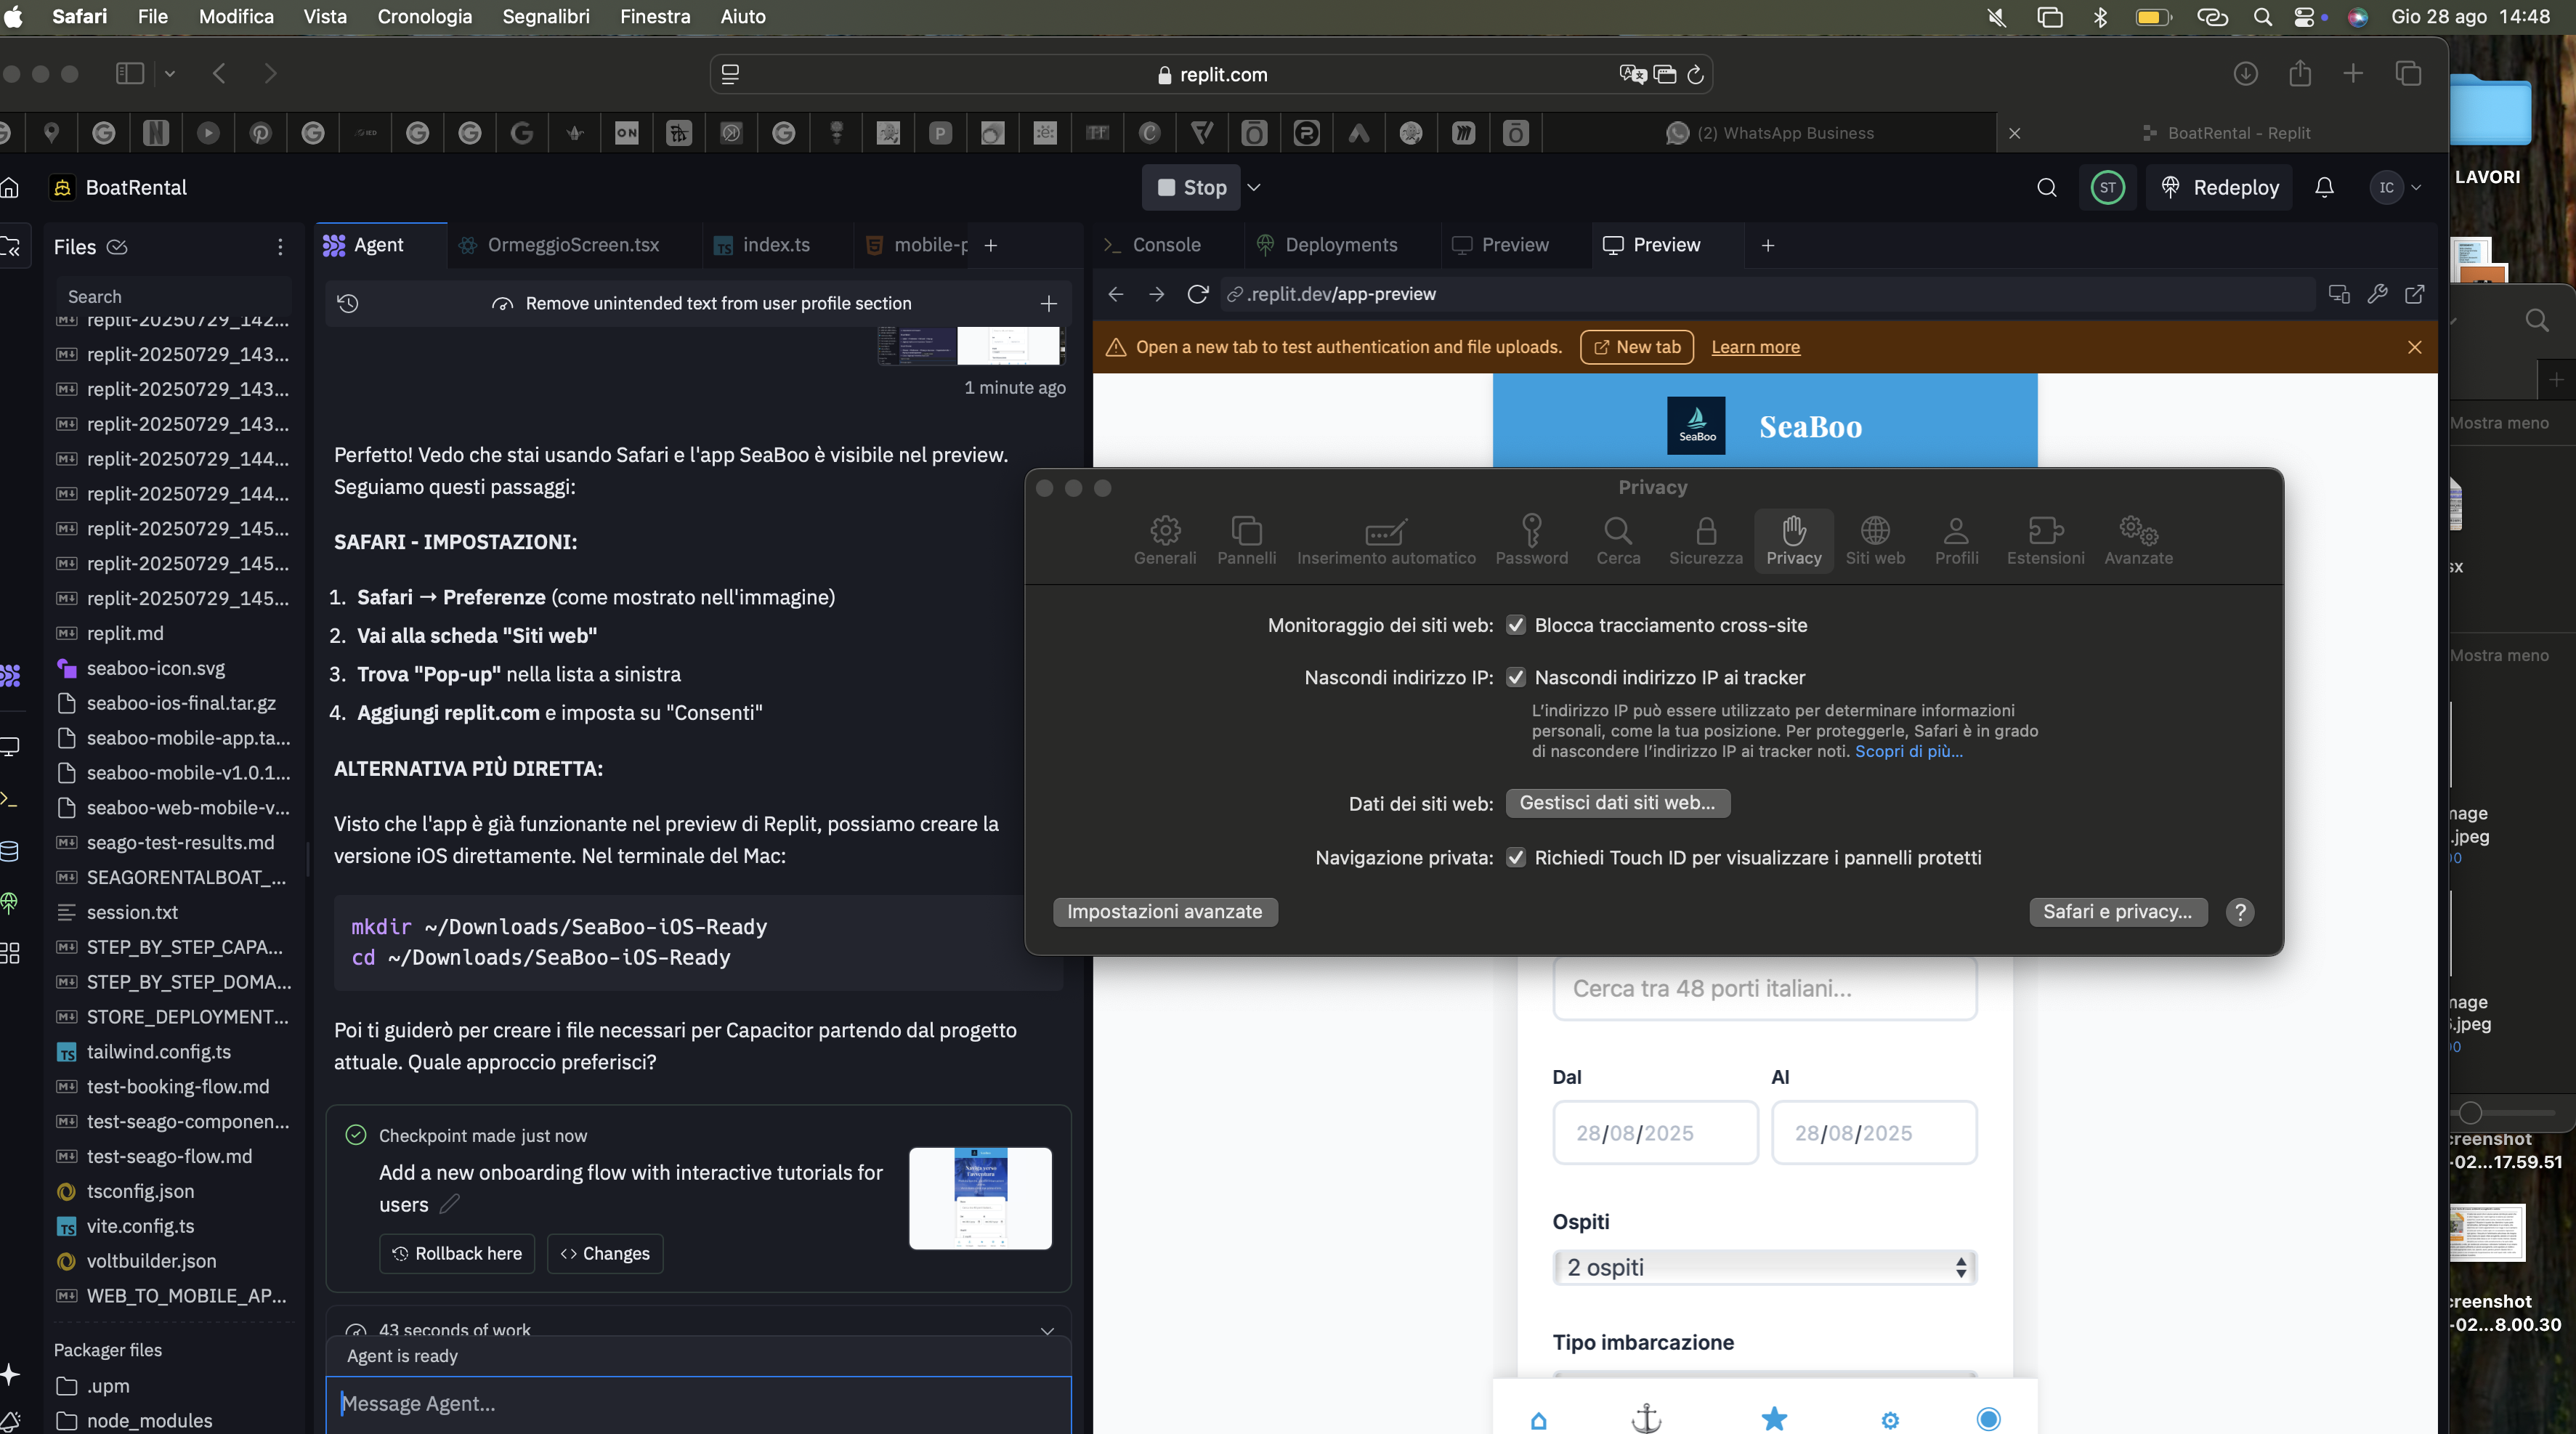 Safari File Modifica Vista Cronologia Segnalibri Finestra Aiuto
Gio 28 ago 14:48
replit.com
(2) WhatsApp Business
BoatRental - Replit
LAVORI
BoatRental
Stop
ST
Redeploy
IC
Files
Search
replit-20250729_142...
replit-20250729_143...
replit-20250729_143...
replit-20250729_143...
replit-20250729_144...
replit-20250729_144...
replit-20250729_145...
replit-20250729_145...
replit-20250729_145...
replit.md
seaboo-icon.svg
seaboo-ios-final.tar.gz
seaboo-mobile-app.ta...
seaboo-mobile-v1.0.1...
seaboo-web-mobile-v...
seago-test-results.md
SEAGORENTALBOAT_...
session.txt
STEP_BY_STEP_CAPA...
STEP_BY_STEP_DOMA...
STORE_DEPLOYMENT...
tailwind.config.ts
test-booking-flow.md
test-seago-componen...
test-seago-flow.md
tsconfig.json
vite.config.ts
voltbuilder.json
WEB_TO_MOBILE_AP...
Packager files
.upm
node_modules
Agent
OrmeggioScreen.tsx
index.ts
mobile-p
Remove unintended text from user profile section
1 minute ago
Perfetto! Vedo che stai usando Safari e l'app SeaBoo è visibile nel preview.
Seguiamo questi passaggi:
SAFARI - IMPOSTAZIONI:
1. Safari → Preferenze (come mostrato nell'immagine)
2. Vai alla scheda "Siti web"
3. Trova "Pop-up" nella lista a sinistra
4. Aggiungi replit.com e imposta su "Consenti"
ALTERNATIVA PIÙ DIRETTA:
Visto che l'app è già funzionante nel preview di Replit, possiamo creare la
versione iOS direttamente. Nel terminale del Mac:
mkdir ~/Downloads/SeaBoo-iOS-Ready
cd ~/Downloads/SeaBoo-iOS-Ready
Poi ti guiderò per creare i file necessari per Capacitor partendo dal progetto
attuale. Quale approccio preferisci?
Checkpoint made just now
Add a new onboarding flow with interactive tutorials for
users
Rollback here
Changes
43 seconds of work
Agent is ready
Message Agent...
Console
Deployments
Preview
Preview
.replit.dev/app-preview
Open a new tab to test authentication and file uploads.
New tab
Learn more
SeaBoo
SeaBoo
Privacy
Generali Pannelli Inserimento automatico Password Cerca Sicurezza Privacy Siti web Profili Estensioni Avanzate
Monitoraggio dei siti web: Blocca tracciamento cross-site
Nascondi indirizzo IP: Nascondi indirizzo IP ai tracker
L'indirizzo IP può essere utilizzato per determinare informazioni
personali, come la tua posizione. Per proteggerle, Safari è in grado
di nascondere l'indirizzo IP ai tracker noti. Scopri di più...
Dati dei siti web: Gestisci dati siti web...
Navigazione privata: Richiedi Touch ID per visualizzare i pannelli protetti
Impostazioni avanzate
Safari e privacy...
?
Cerca tra 48 porti italiani...
Dal
Al
28/08/2025
28/08/2025
Ospiti
2 ospiti
Tipo imbarcazione
Mostra meno
sx
Mostra meno
.jpeg
creenshot
-02...17.59.51
creenshot
-02...8.00.30